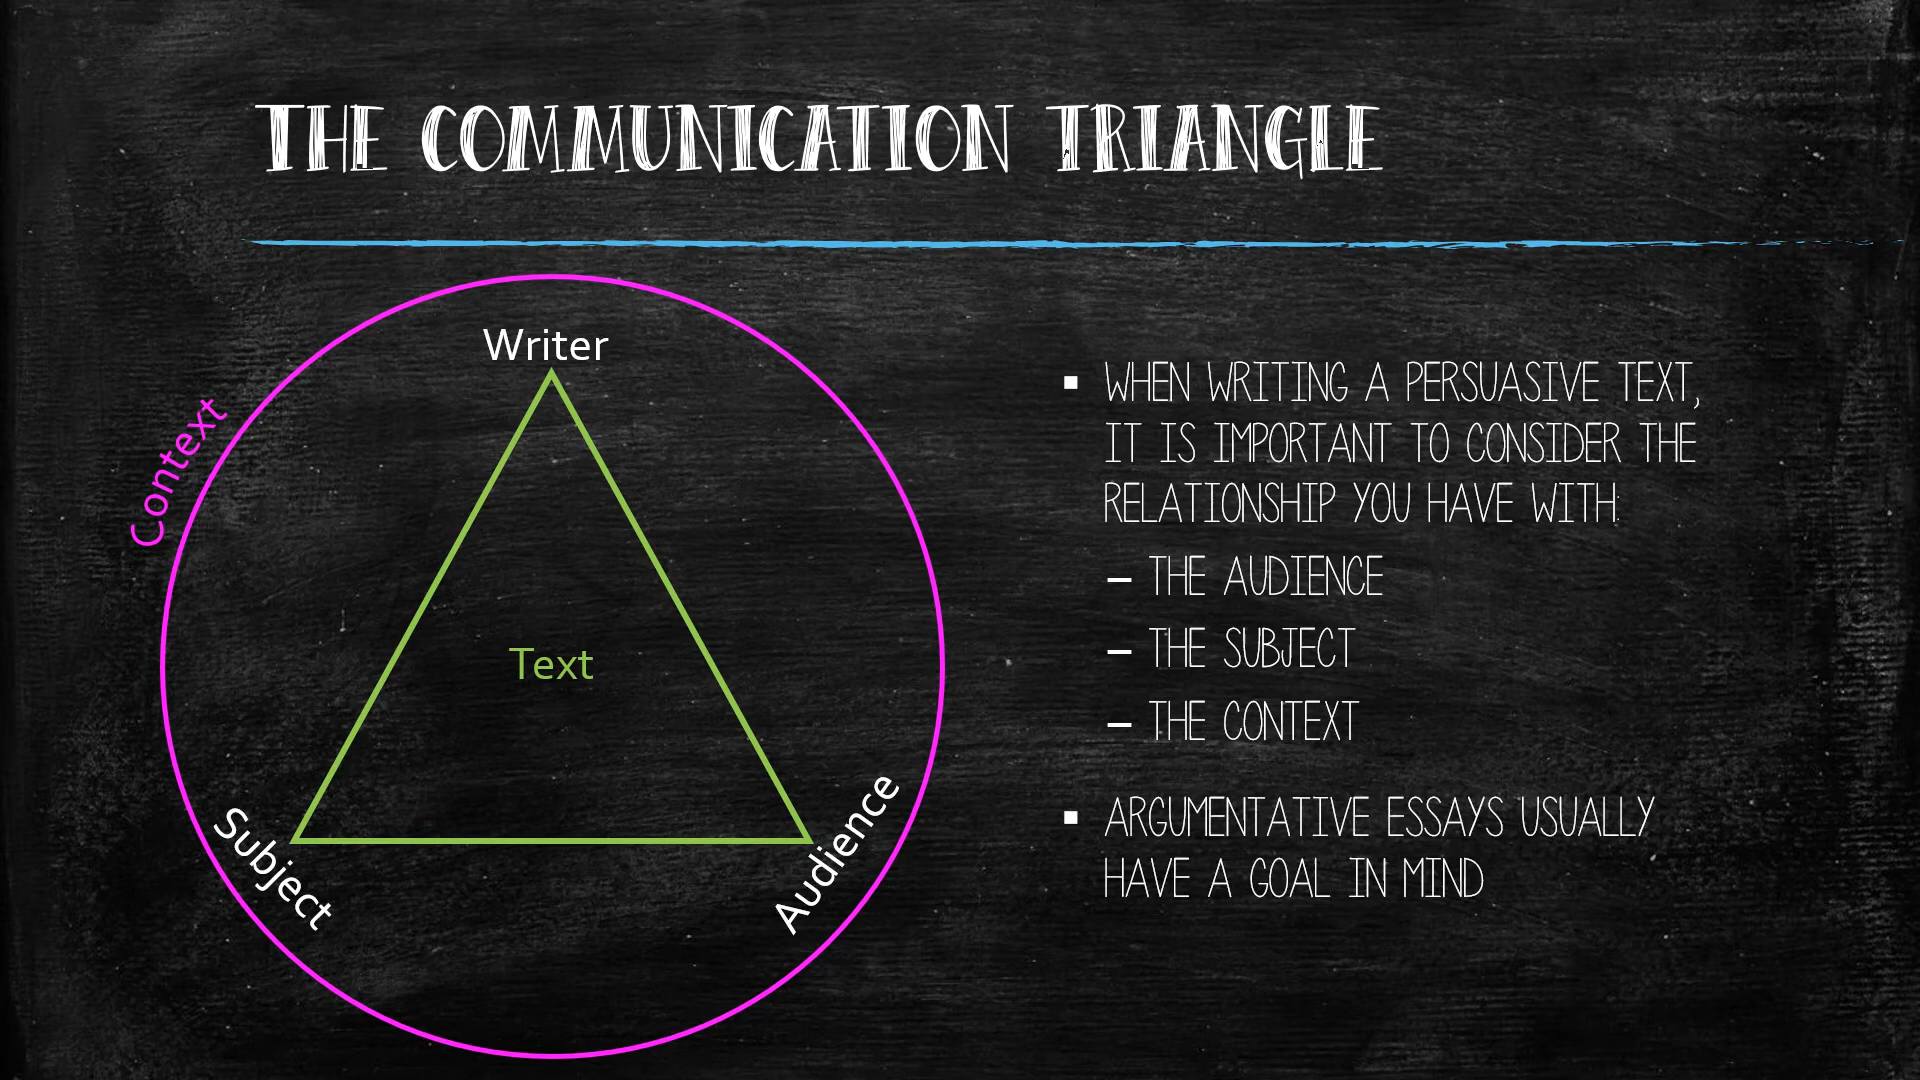 THE COMMUNICATION TRIANGLE
Writer
Context
Text
Subject
Audience
▪ WHEN WRITING A PERSUASIVE TEXT,
IT IS IMPORTANT TO CONSIDER THE
RELATIONSHIP YOU HAVE WITH:
– THE AUDIENCE
– THE SUBJECT
– THE CONTEXT
▪ ARGUMENTATIVE ESSAYS USUALLY
HAVE A GOAL IN MIND